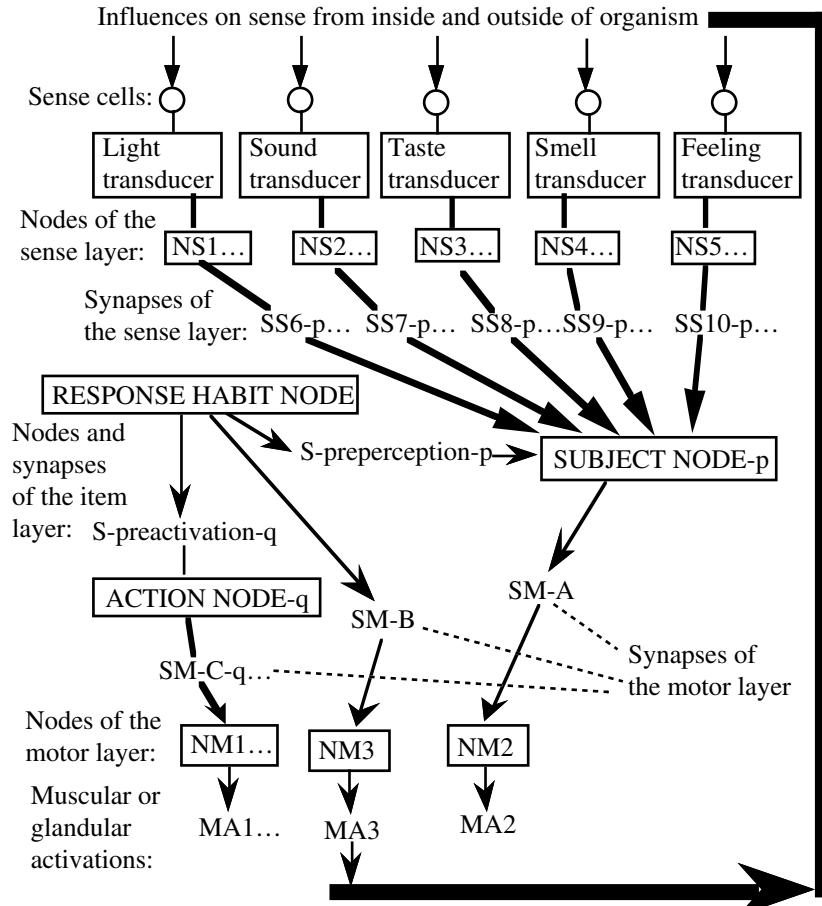 Influences on sense from inside and outside of organism
Sense cells:
Light transducer
Sound transducer
Taste transducer
Smell transducer
Feeling transducer
Nodes of the
sense layer:
NS1…
NS2…
NS3…
NS4…
NS5…
Synapses of
the sense layer:
SS6-p…
SS7-p…
SS8-p…
SS9-p…
SS10-p…
RESPONSE HABIT NODE
Nodes and
synapses
of the item
layer:
S-preperception-p
SUBJECT NODE-p
S-preactivation-q
ACTION NODE-q
SM-B
SM-A
SM-C-q…
Synapses of
the motor layer
Nodes of the
motor layer:
NM1…
NM3
NM2
Muscular or
glandular
activations:
MA1…
MA3
MA2